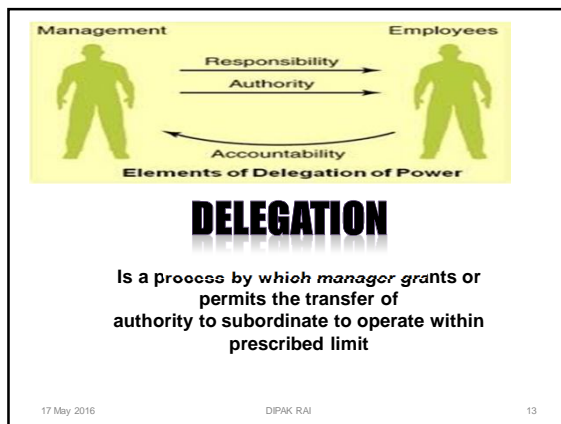 Management Employees
Responsibility
Authority
Accountability
Elements of Delegation of Power
DELEGATION
Is a process by which manager grants or
permits the transfer of
authority to subordinate to operate within
prescribed limit
17 May 2016 DIPAK RAI 13